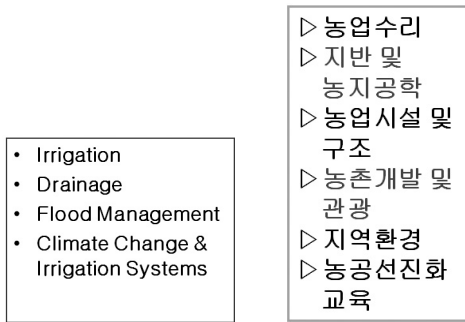 • Irrigation
• Drainage
• Flood Management
• Climate Change &
Irrigation Systems
▷ 농업수리
▷ 지반 및
농지공학
▷ 농업시설 및
구조
▷ 농촌개발 및
관광
▷ 지역환경
▷ 농공선진화
교육